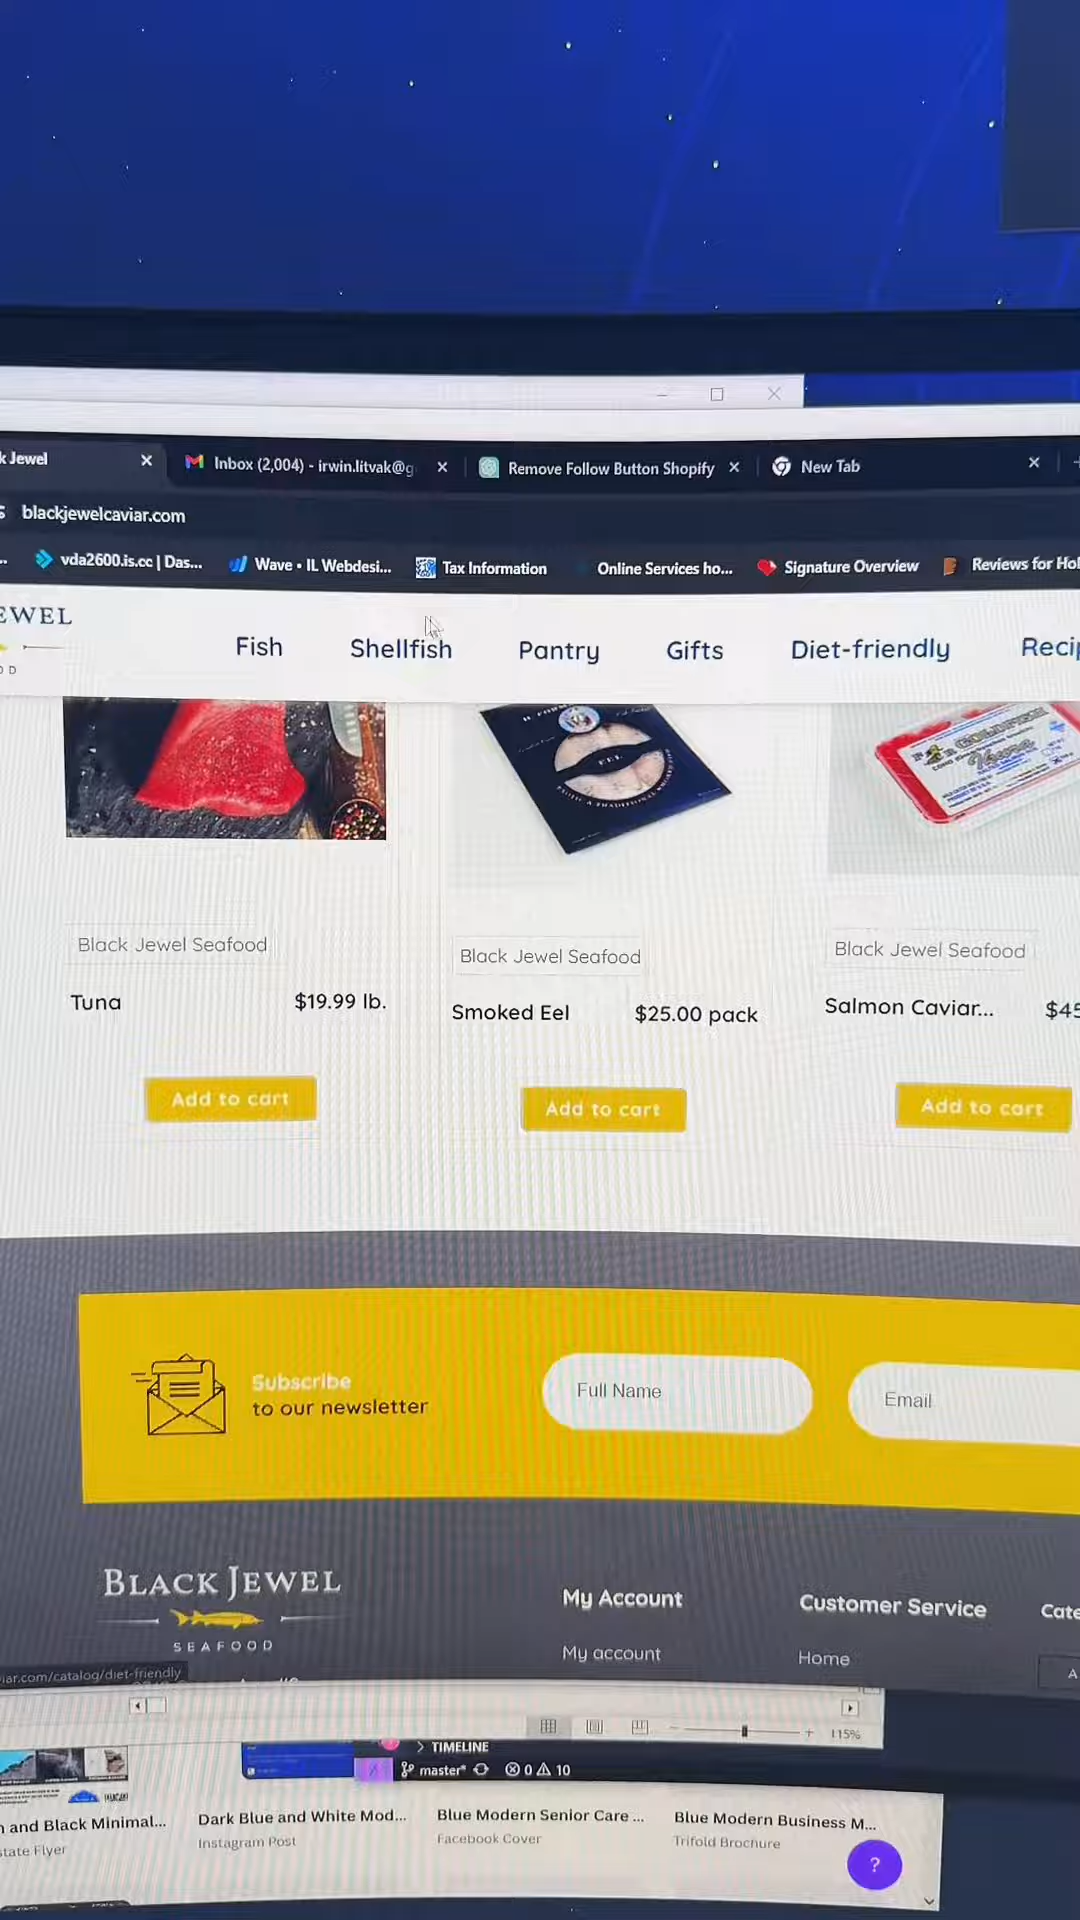 k Jewel
Inbox (2,004) - irwin.litvak@g
Remove Follow Button Shopify
New Tab
blackjewelcaviar.com
vda2600.is.cc | Das...
Wave • IL Webdesi...
Tax Information
Online Services ho...
Signature Overview
Reviews for Hol
EWEL
OD
Fish
Shellfish
Pantry
Gifts
Diet-friendly
Recip
EEL
Black Jewel Seafood
Black Jewel Seafood
Black Jewel Seafood
Tuna $19.99 lb.
Smoked Eel $25.00 pack
Salmon Caviar... $45
Add to cart
Add to cart
Add to cart
Subscribe
to our newsletter
Full Name
Email
BLACK JEWEL
SEAFOOD
My Account
My account
Customer Service
Home
Cate
A
iar.com/catalog/diet-friendly
115%
TIMELINE
master* 0 10
n and Black Minimal...
state Flyer
Dark Blue and White Mod...
Instagram Post
Blue Modern Senior Care ...
Facebook Cover
Blue Modern Business M...
Trifold Brochure
?